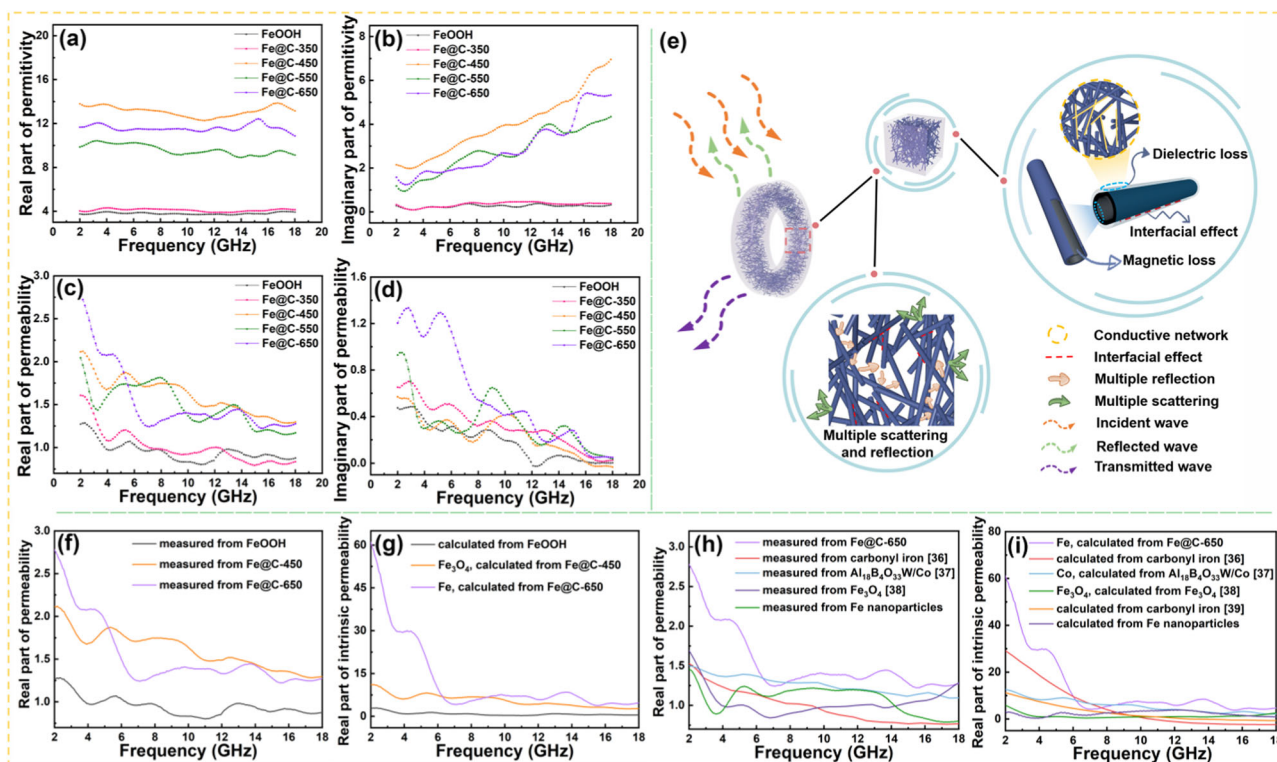 (a)
FeOOH
Fe@C-350
Fe@C-450
Fe@C-550
Fe@C-650
Real part of permitivity
20
16
12
8
4
0 2 4 6 8 10 12 14 16 18 20
Frequency (GHz)
(b)
FeOOH
Fe@C-350
Fe@C-450
Fe@C-550
Fe@C-650
Imaginary part of permitivity
8
6
4
2
0
0 2 4 6 8 10 12 14 16 18 20
Frequency (GHz)
(c)
FeOOH
Fe@C-350
Fe@C-450
Fe@C-550
Fe@C-650
Real part of permeability
3.0
2.5
2.0
1.5
1.0
0 2 4 6 8 10 12 14 16 18 20
Frequency (GHz)
(d)
FeOOH
Fe@C-350
Fe@C-450
Fe@C-550
Fe@C-650
Imaginary part of permeability
1.6
1.2
0.8
0.4
0.0
0 2 4 6 8 10 12 14 16 18 20
Frequency (GHz)
(e)
Dielectric loss
Interfacial effect
Magnetic loss
Multiple scattering
and reflection
Conductive network
Interfacial effect
Multiple reflection
Multiple scattering
Incident wave
Reflected wave
Transmitted wave
(f)
measured from FeOOH
measured from Fe@C-450
measured from Fe@C-650
Real part of permeability
3.0
2.5
2.0
1.5
1.0
2 4 6 8 10 12 14 16 18
Frequency (GHz)
(g)
calculated from FeOOH
Fe₃O₄, calculated from Fe@C-450
Fe, calculated from Fe@C-650
Real part of intrinsic permeability
60
45
30
15
0
2 4 6 8 10 12 14 16 18
Frequency (GHz)
(h)
measured from Fe@C-650
measured from carbonyl iron [36]
measured from Al₁₈B₄O₃₃W/Co [37]
measured from Fe₃O₄ [38]
measured from Fe nanoparticles
Real part of permeability
3.0
2.5
2.0
1.5
1.0
2 4 6 8 10 12 14 16 18
Frequency (GHz)
(i)
Fe, calculated from Fe@C-650
calculated from carbonyl iron [36]
Co, calculated from Al₁₈B₄O₃₃W/Co [37]
Fe₃O₄, calculated from Fe₃O₄ [38]
calculated from carbonyl iron [39]
calculated from Fe nanoparticles
Real part of intrinsic permeability
80
60
40
20
10
0
2 4 6 8 10 12 14 16 18
Frequency (GHz)